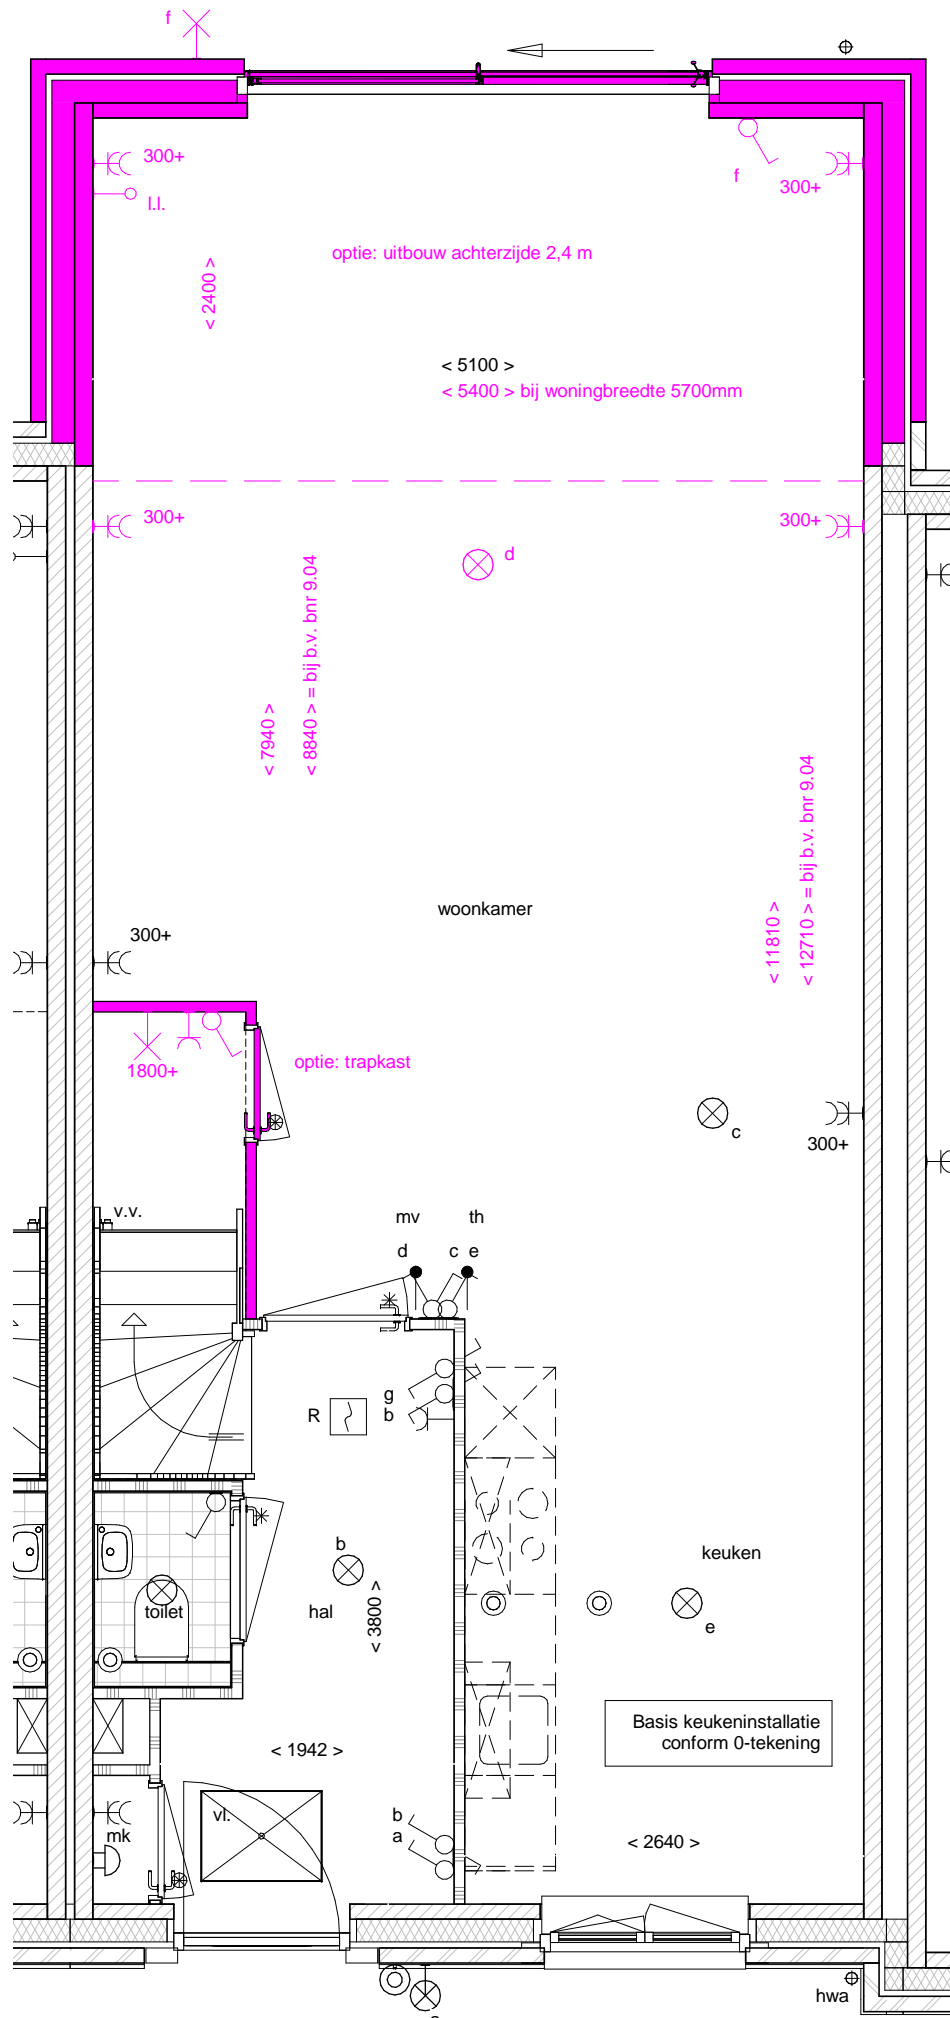 f
300+
l.l.
f
300+
optie: uitbouw achterzijde 2,4 m
< 2400 >
< 5100 >
< 5400 > bij woningbreedte 5700mm
300+
300+
d
< 7940 >
< 8840 > = bij b.v. bnr 9.04
< 11810 >
< 12710 > = bij b.v. bnr 9.04
woonkamer
300+
1800+
optie: trapkast
c
300+
v.v.
mv
th
d
c
e
R
g
b
b
keuken
toilet
hal
< 3800 >
e
Basis keukeninstallatie
conform 0-tekening
< 1942 >
vl.
b
a
mk
< 2640 >
hwa